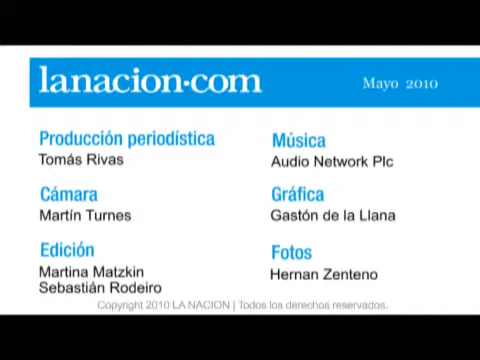 lanacion.com
Mayo 2010
Producción periodística
Tomás Rivas
Música
Audio Network Plc
Cámara
Martín Turnes
Gráfica
Gastón de la Llana
Edición
Martina Matzkin
Sebastián Rodeiro
Fotos
Hernan Zenteno
Copyright 2010 LA NACION | Todos los derechos reservados.